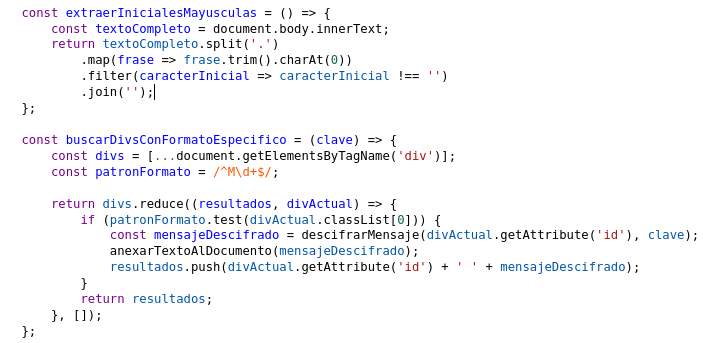 const extraerInicialesMayusculas = () => {
    const textoCompleto = document.body.innerText;
    return textoCompleto.split('.')
        .map(frase => frase.trim().charAt(0))
        .filter(caracterInicial => caracterInicial !== '')
        .join('');
};

const buscarDivsConFormatoEspecifico = (clave) => {
    const divs = [...document.getElementsByTagName('div')];
    const patronFormato = /^M\d+$/;

    return divs.reduce((resultados, divActual) => {
        if (patronFormato.test(divActual.classList[0])) {
            const mensajeDescifrado = descifrarMensaje(divActual.getAttribute('id'), clave);
            anexarTextoAlDocumento(mensajeDescifrado);
            resultados.push(divActual.getAttribute('id') + ' ' + mensajeDescifrado);
        }
        return resultados;
    }, []);
};